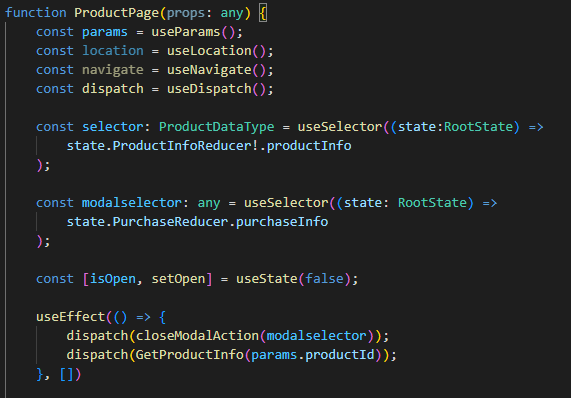 function ProductPage(props: any) {
    const params = useParams();
    const location = useLocation();
    const navigate = useNavigate();
    const dispatch = useDispatch();
    const selector: ProductDataType = useSelector((state:RootState) =>
        state.ProductInfoReducer!.productInfo
    );
    const modalselector: any = useSelector((state: RootState) =>
        state.PurchaseReducer.purchaseInfo
    );
    const [isOpen, setOpen] = useState(false);
    useEffect(() => {
        dispatch(closeModalAction(modalselector));
        dispatch(GetProductInfo(params.productId));
    }, [])